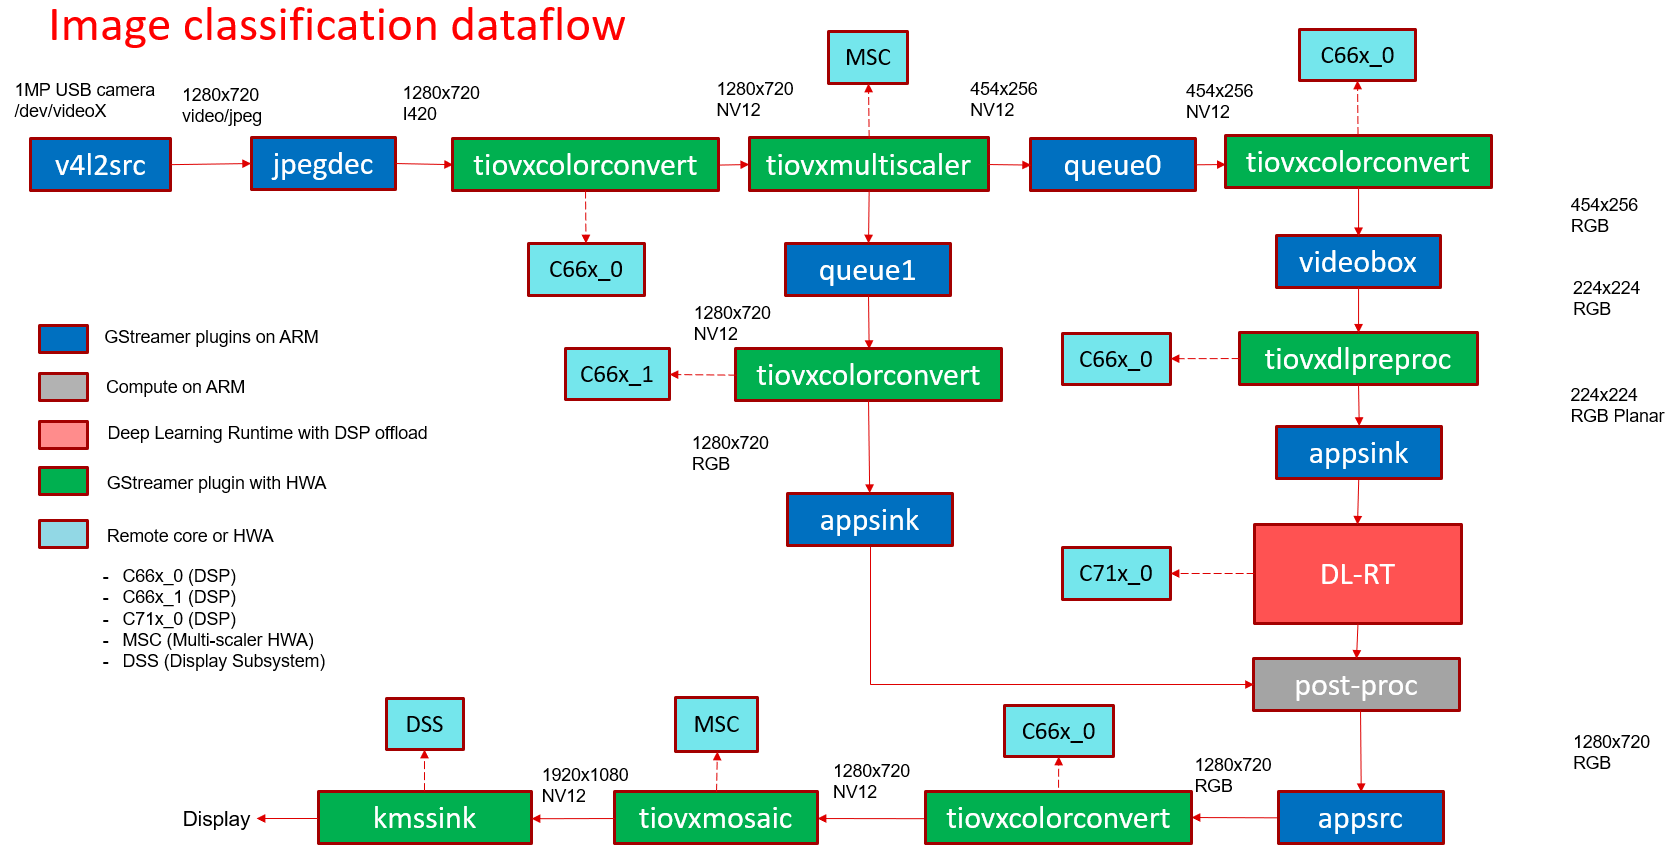 Image classification dataflow
1MP USB camera
/dev/videoX
1280x720
video/jpeg
1280x720
I420
1280x720
NV12
MSC
454x256
NV12
454x256
NV12
C66x_0
v4l2src
jpegdec
tiovxcolorconvert
tiovxmultiscaler
queue0
tiovxcolorconvert
454x256
RGB
C66x_0
queue1
videobox
224x224
RGB
1280x720
NV12
GStreamer plugins on ARM
C66x_1
tiovxcolorconvert
C66x_0
tiovxdlpreproc
Compute on ARM
224x224
RGB Planar
Deep Learning Runtime with DSP offload
1280x720
RGB
appsink
GStreamer plugin with HWA
appsink
Remote core or HWA
C71x_0
DL-RT
- C66x_0 (DSP)
- C66x_1 (DSP)
- C71x_0 (DSP)
- MSC (Multi-scaler HWA)
- DSS (Display Subsystem)
post-proc
DSS
MSC
C66x_0
1280x720
RGB
1920x1080
NV12
1280x720
NV12
1280x720
RGB
Display
kmssink
tiovxmosaic
tiovxcolorconvert
appsrc